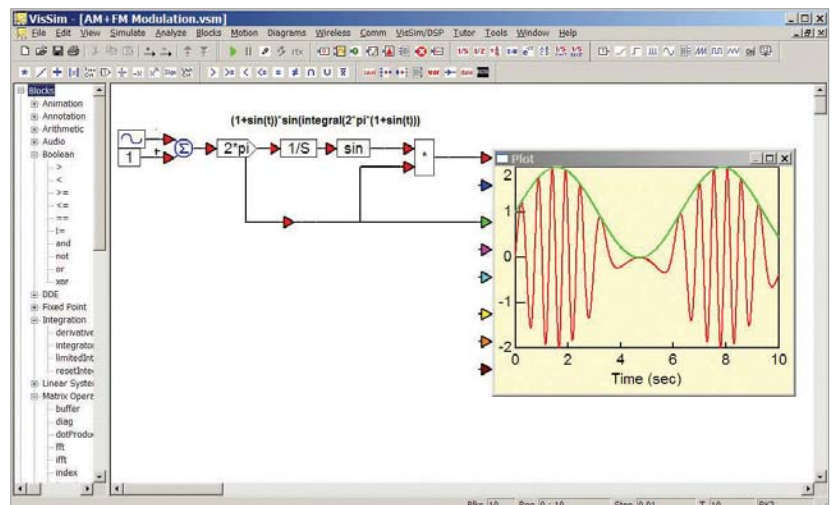 VisSim - [AM+FM Modulation.vsm]
File Edit View Simulate Analyze Blocks Motion Diagrams Wireless Comm VisSim/DSP Tutor Tools Window Help
Blocks
Animation
Annotation
Arithmetic
Audio
Boolean
>
<
>=
<=
==
!=
and
not
or
xor
DDE
Fixed Point
Integration
derivative
integrator
limitedInt
resetInte
Linear System
Matrix Opera
buffer
diag
dotProdu
fft
ifft
index
(1+sin(t))*sin(integral(2*pi*(1+sin(t)))
1
Σ
2*pi
1/S
sin
*
Plot
2
1
0
-1
-2
0 2 4 6 8 10
Time (sec)